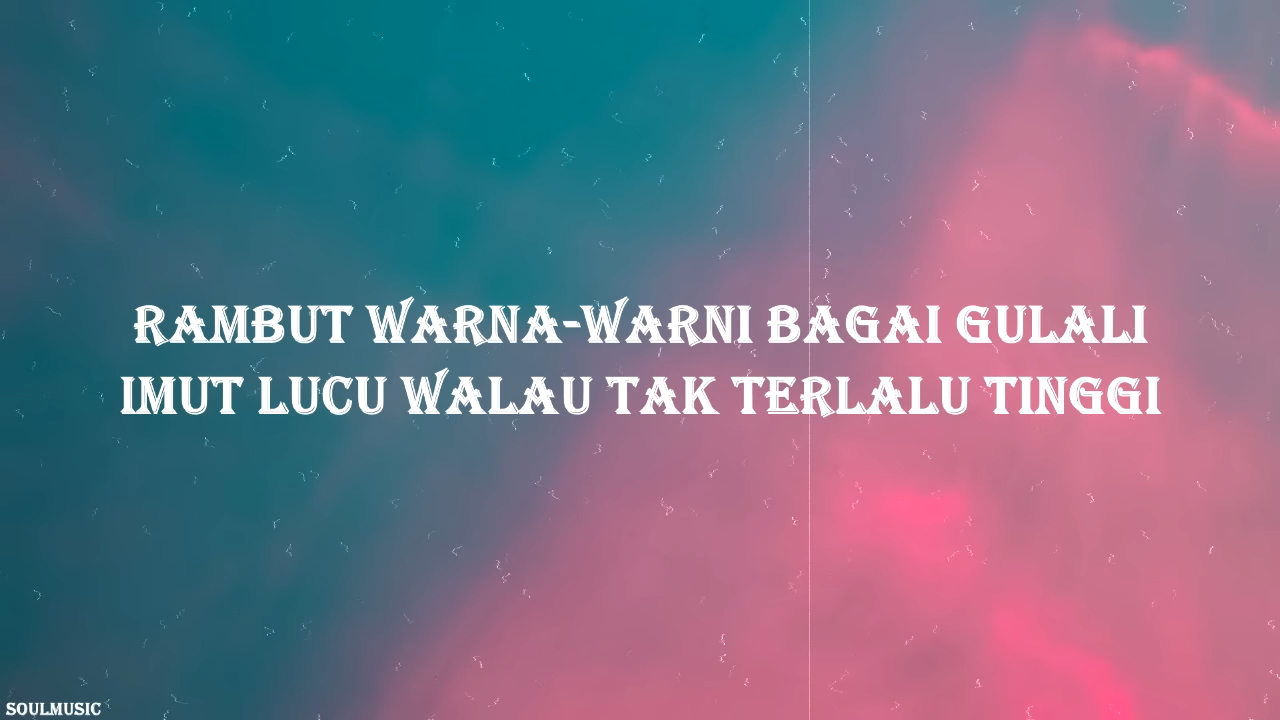 RAMBUT WARNA-WARNI BAGAI GULALI
IMUT LUCU WALAU TAK TERLALU TINGGI
SOULMUSIC